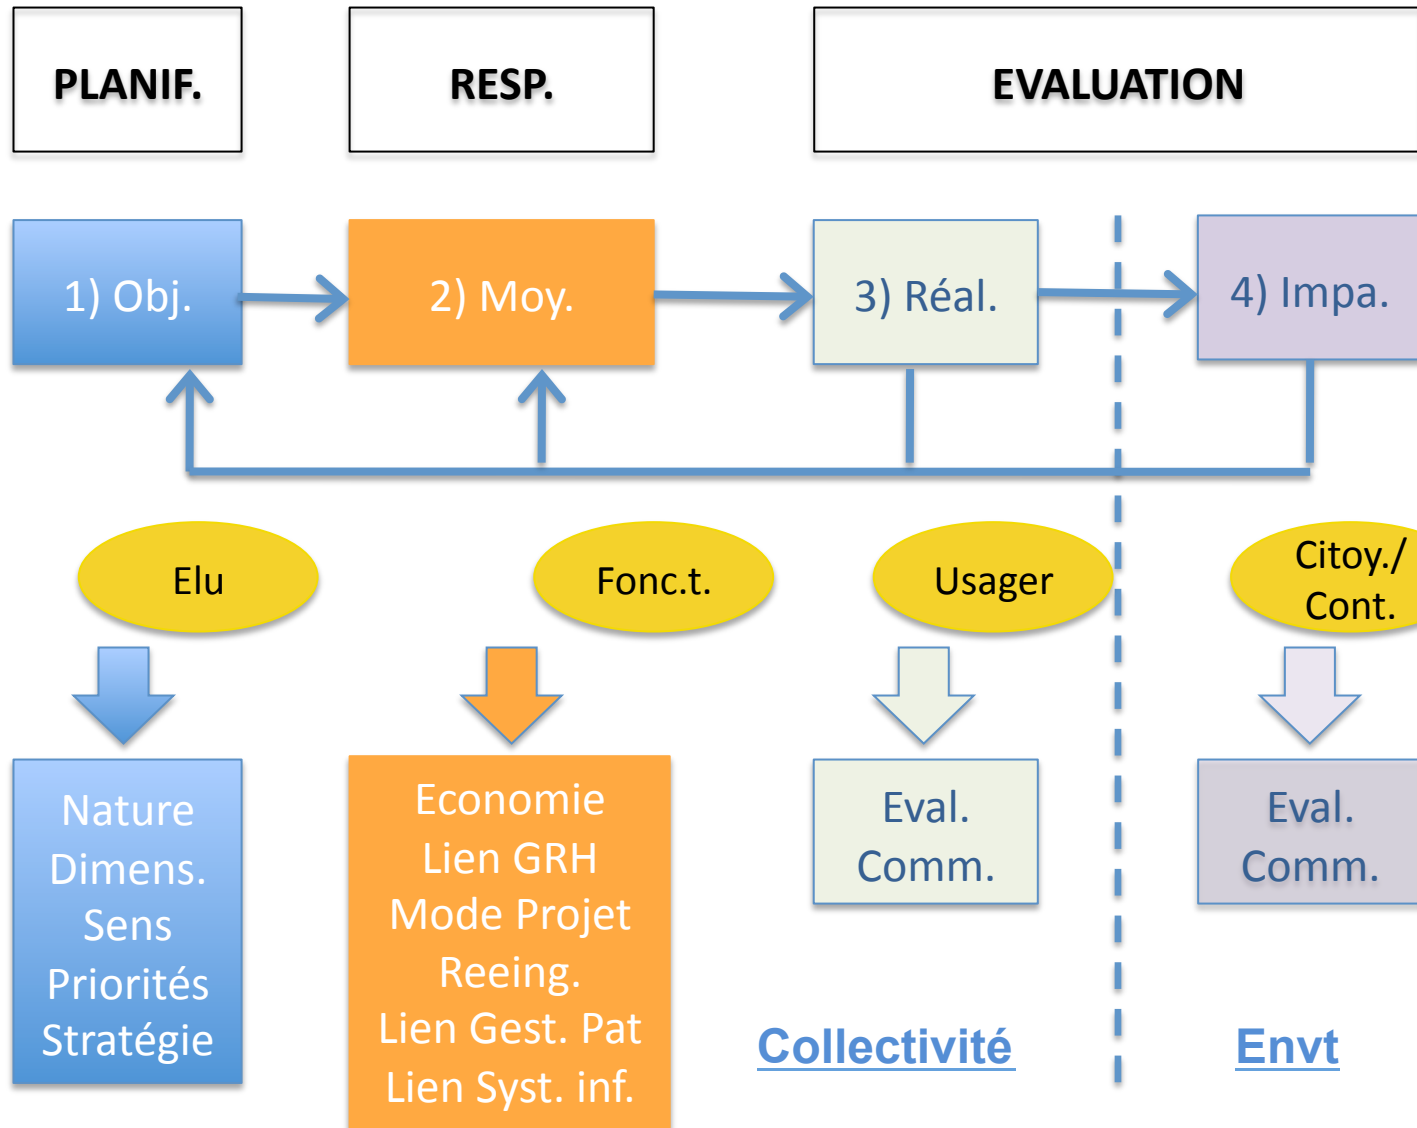 PLANIF.
RESP.
EVALUATION
1) Obj.
2) Moy.
3) Réal.
4) Impa.
Elu
Fonc.t.
Usager
Citoy./
Cont.
Nature
Dimens.
Sens
Priorités
Stratégie
Economie
Lien GRH
Mode Projet
Reeing.
Lien Gest. Pat
Lien Syst. inf.
Eval.
Comm.
Eval.
Comm.
Collectivité
Envt